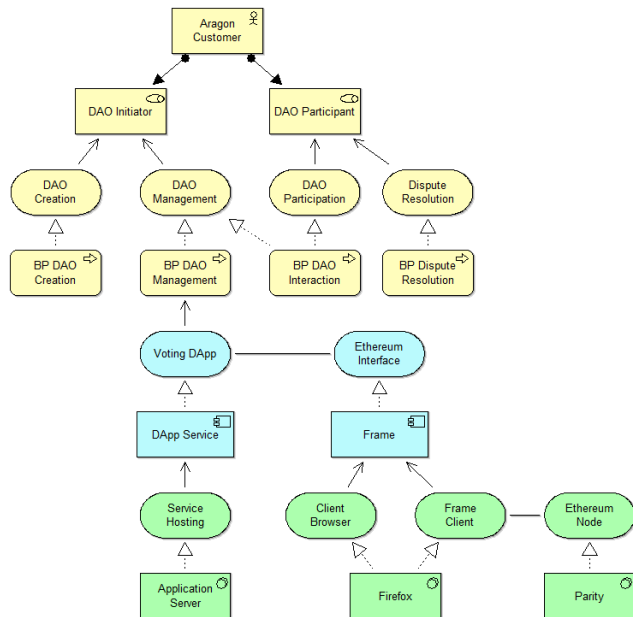 Aragon
Customer
DAO Initiator
DAO Participant
DAO
Creation
DAO
Management
DAO
Participation
Dispute
Resolution
BP DAO
Creation
BP DAO
Management
BP DAO
Interaction
BP Dispute
Resolution
Voting DApp
Ethereum
Interface
DApp Service
Frame
Service
Hosting
Client
Browser
Frame
Client
Ethereum
Node
Application
Server
Firefox
Parity